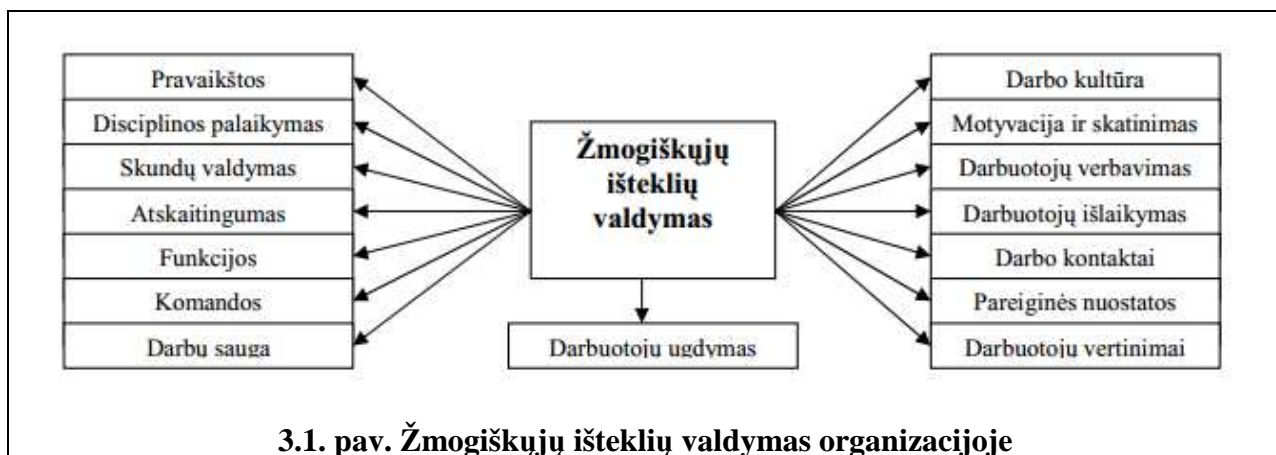 Pravaikštos
Disciplinos palaikymas
Skundų valdymas
Atskaitingumas
Funkcijos
Komandos
Darbų sauga
Žmogiškųjų
išteklių
valdymas
Darbuotojų ugdymas
Darbo kultūra
Motyvacija ir skatinimas
Darbuotojų verbavimas
Darbuotojų išlaikymas
Darbo kontaktai
Pareiginės nuostatos
Darbuotojų vertinimai
3.1. pav. Žmogiškųjų išteklių valdymas organizacijoje